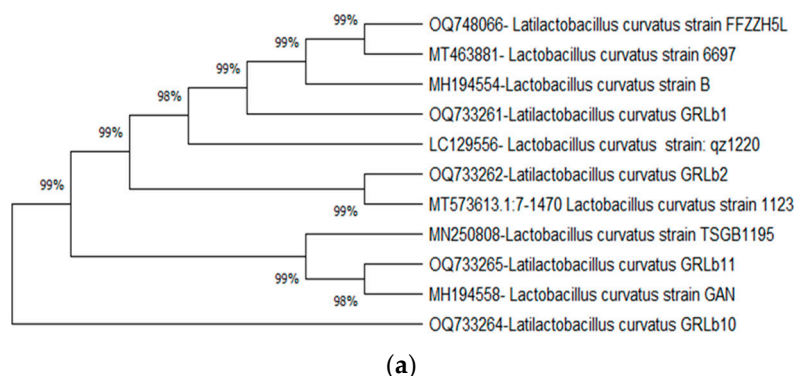 99%
OQ748066- Latilactobacillus curvatus strain FFZZH5L
99%
MT463881- Lactobacillus curvatus strain 6697
99%
MH194554-Lactobacillus curvatus strain B
98%
OQ733261-Latilactobacillus curvatus GRLb1
99%
LC129556- Lactobacillus curvatus strain: qz1220
99%
OQ733262-Latilactobacillus curvatus GRLb2
99%
MT573613.1:7-1470 Lactobacillus curvatus strain 1123
MN250808-Lactobacillus curvatus strain TSGB1195
99%
OQ733265-Latilactobacillus curvatus GRLb11
98%
MH194558- Lactobacillus curvatus strain GAN
OQ733264-Latilactobacillus curvatus GRLb10
(a)